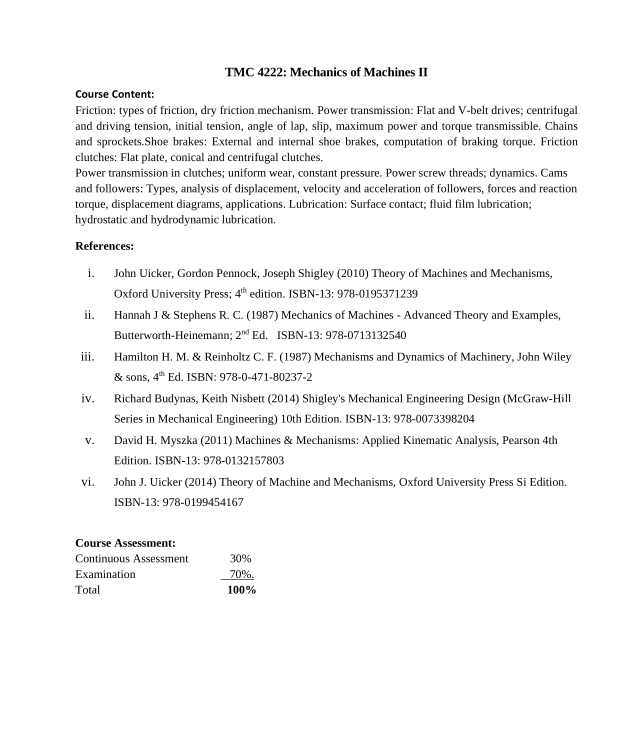 TMC 4222: Mechanics of Machines II
Course Content:
Friction: types of friction, dry friction mechanism. Power transmission: Flat and V-belt drives; centrifugal
and driving tension, initial tension, angle of lap, slip, maximum power and torque transmissible. Chains
and sprockets.Shoe brakes: External and internal shoe brakes, computation of braking torque. Friction
clutches: Flat plate, conical and centrifugal clutches.
Power transmission in clutches; uniform wear, constant pressure. Power screw threads; dynamics. Cams
and followers: Types, analysis of displacement, velocity and acceleration of followers, forces and reaction
torque, displacement diagrams, applications. Lubrication: Surface contact; fluid film lubrication;
hydrostatic and hydrodynamic lubrication.
References:
i. John Uicker, Gordon Pennock, Joseph Shigley (2010) Theory of Machines and Mechanisms,
Oxford University Press; 4th edition. ISBN-13: 978-0195371239
ii. Hannah J & Stephens R. C. (1987) Mechanics of Machines - Advanced Theory and Examples,
Butterworth-Heinemann; 2nd Ed. ISBN-13: 978-0713132540
iii. Hamilton H. M. & Reinholtz C. F. (1987) Mechanisms and Dynamics of Machinery, John Wiley
& sons, 4th Ed. ISBN: 978-0-471-80237-2
iv. Richard Budynas, Keith Nisbett (2014) Shigley's Mechanical Engineering Design (McGraw-Hill
Series in Mechanical Engineering) 10th Edition. ISBN-13: 978-0073398204
v. David H. Myszka (2011) Machines & Mechanisms: Applied Kinematic Analysis, Pearson 4th
Edition. ISBN-13: 978-0132157803
vi. John J. Uicker (2014) Theory of Machine and Mechanisms, Oxford University Press Si Edition.
ISBN-13: 978-0199454167
Course Assessment:
Continuous Assessment 30%
Examination 70%.
Total 100%